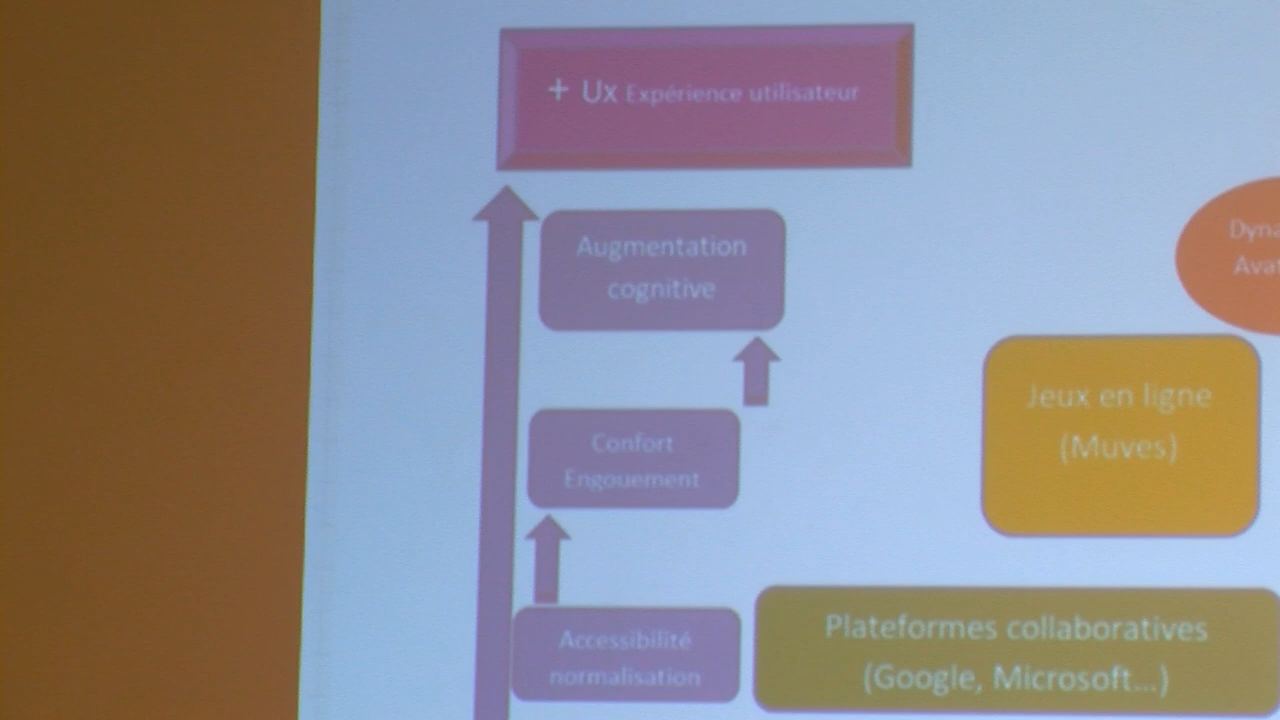 + Ux Expérience utilisateur
Augmentation
cognitive
Confort
Engouement
Accessibilité
normalisation
Jeux en ligne
(Muves)
Plateformes collaboratives
(Google, Microsoft...)